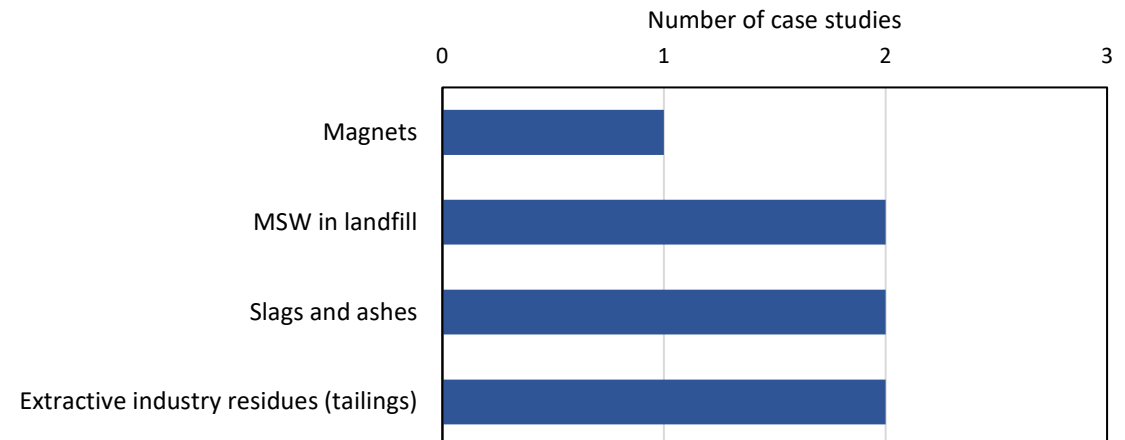 Number of case studies
0 1 2 3
Magnets
MSW in landfill
Slags and ashes
Extractive industry residues (tailings)